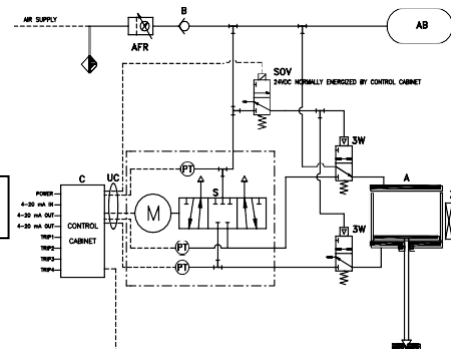 AIR SUPPLY
B
AB
AFR
SOV
24VDC NORMALLY ENERGIZED BY CONTROL CABINET
3W
C
UC
PT
S
A
POWER
4-20 mA IN
4-20 mA OUT
4-20 mA OUT
TRIP1
TRIP2
TRIP3
TRIP4
CONTROL
CABINET
M
3W
PT
PT